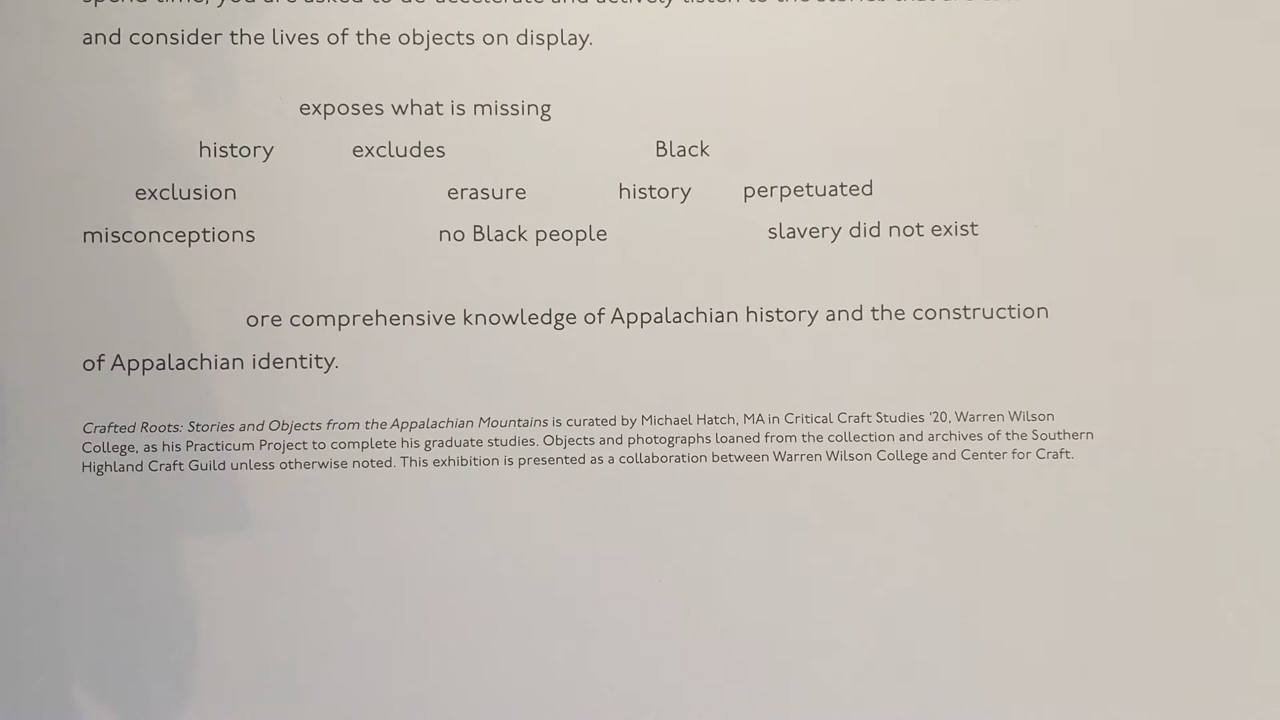 and consider the lives of the objects on display.
exposes what is missing
history excludes Black
exclusion erasure history perpetuated
misconceptions no Black people slavery did not exist
ore comprehensive knowledge of Appalachian history and the construction
of Appalachian identity.
Crafted Roots: Stories and Objects from the Appalachian Mountains is curated by Michael Hatch, MA in Critical Craft Studies '20, Warren Wilson
College, as his Practicum Project to complete his graduate studies. Objects and photographs loaned from the collection and archives of the Southern
Highland Craft Guild unless otherwise noted. This exhibition is presented as a collaboration between Warren Wilson College and Center for Craft.